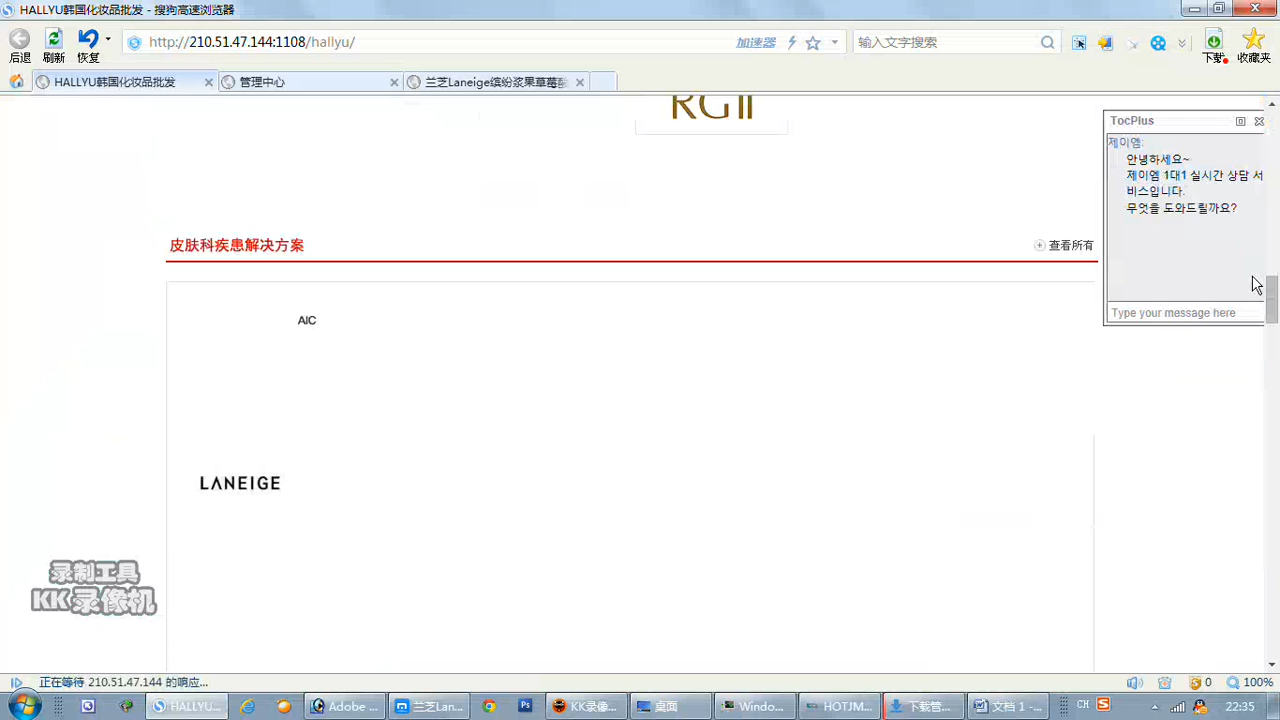 HALLYU韩国化妆品批发 - 搜狗高速浏览器
后退
刷新
恢复
http://210.51.47.144:1108/hallyu/
加速器
输入文字搜索
下载
收藏夹
HALLYU韩国化妆品批发
管理中心
兰芝Laneige缤纷浆果草莓酸
RGII
TocPlus
제이엠:
안녕하세요~
제이엠 1대1 실시간 상담 서
비스입니다.
무엇을 도와드릴까요?
Type your message here
皮肤科疾患解决方案
查看所有
AIC
LANEIGE
录制工具
KK录像机
正在等待 210.51.47.144 的响应...
0
100%
HALLYU...
Adobe ...
兰芝Lan...
KK录像...
桌面
Windo...
HOTJM...
下载管...
文档 1 -...
CH
22:35